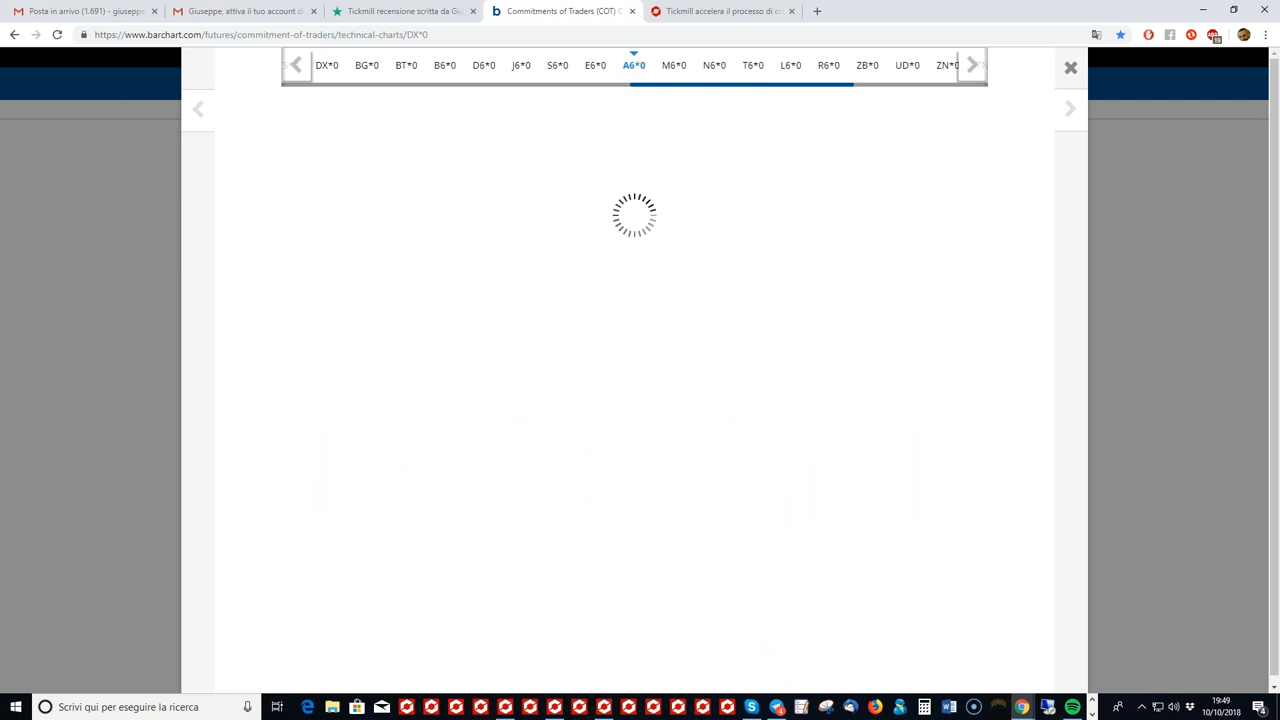 Posta in arrivo (1.691) - giusepp
Giuseppe, attiva il tuo account d
Tickmill recensione scritta da Giu
Commitments of Traders (COT) C
Tickmill accelera il processo di c
https://www.barchart.com/futures/commitment-of-traders/technical-charts/DX*0
10
DX*0 BG*0 BT*0 B6*0 D6*0 J6*0 S6*0 E6*0 A6*0 M6*0 N6*0 T6*0 L6*0 R6*0 ZB*0 UD*0 ZN*0
Scrivi qui per eseguire la ricerca
19:49
10/10/2018